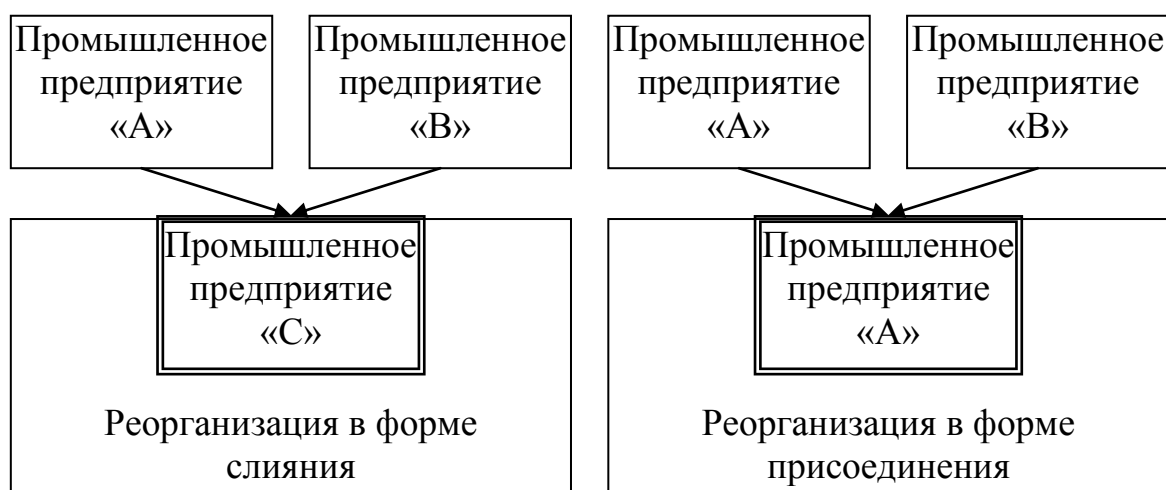 Промышленное
предприятие
«А»
Промышленное
предприятие
«В»
Промышленное
предприятие
«А»
Промышленное
предприятие
«В»
Промышленное
предприятие
«С»
Реорганизация в форме
слияния
Промышленное
предприятие
«А»
Реорганизация в форме
присоединения